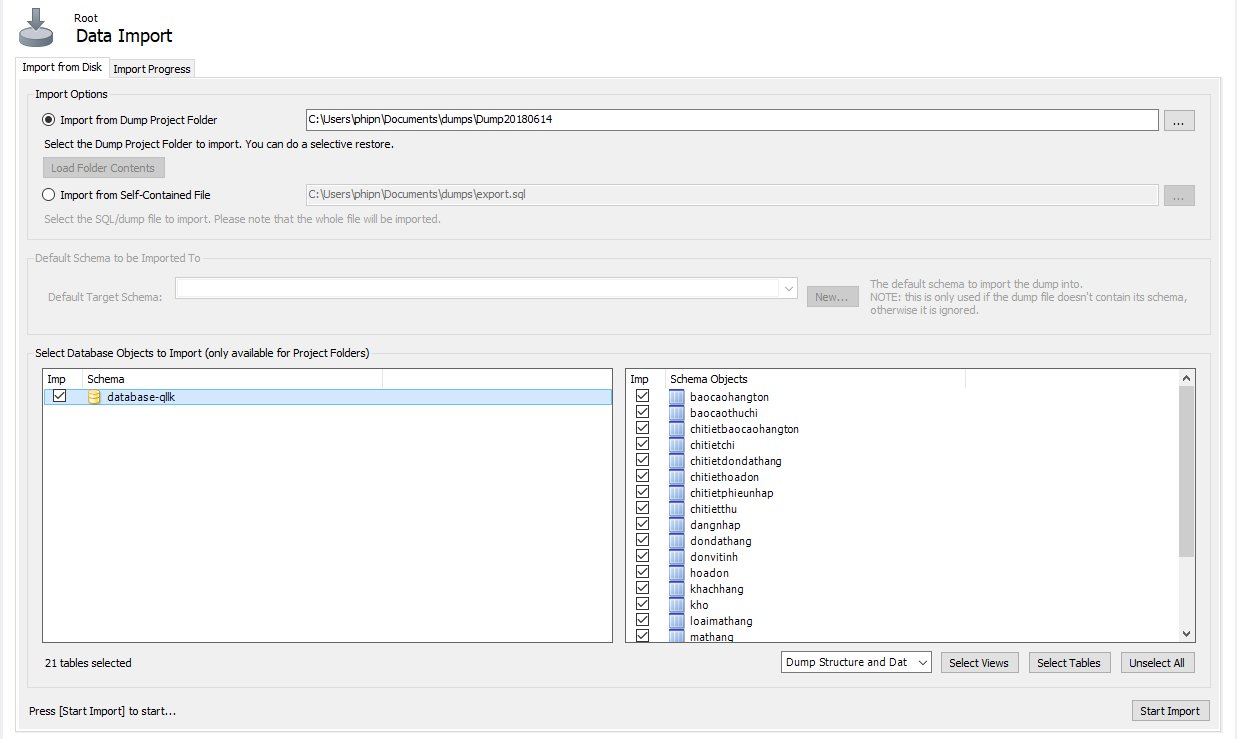 Root
Data Import
Import from Disk
Import Progress
Import Options
Import from Dump Project Folder
C:\Users\phipn\Documents\dumps\Dump20180614
...
Select the Dump Project Folder to import. You can do a selective restore.
Load Folder Contents
Import from Self-Contained File
C:\Users\phipn\Documents\dumps\export.sql
...
Select the SQL/dump file to import. Please note that the whole file will be imported.
Default Schema to be Imported To
Default Target Schema:
New...
The default schema to import the dump into.
NOTE: this is only used if the dump file doesn't contain its schema,
otherwise it is ignored.
Select Database Objects to Import (only available for Project Folders)
Imp Schema
database-qllk
Imp Schema Objects
baocaohangton
baocaothuchi
chitietbaocaohangton
chitietchi
chitietdondathang
chitiethoadon
chitietphieunhap
chitietthu
dangnhap
dondathang
donvitinh
hoadon
khachhang
kho
loaimathang
mathang
21 tables selected
Dump Structure and Dat
Select Views
Select Tables
Unselect All
Press [Start Import] to start...
Start Import